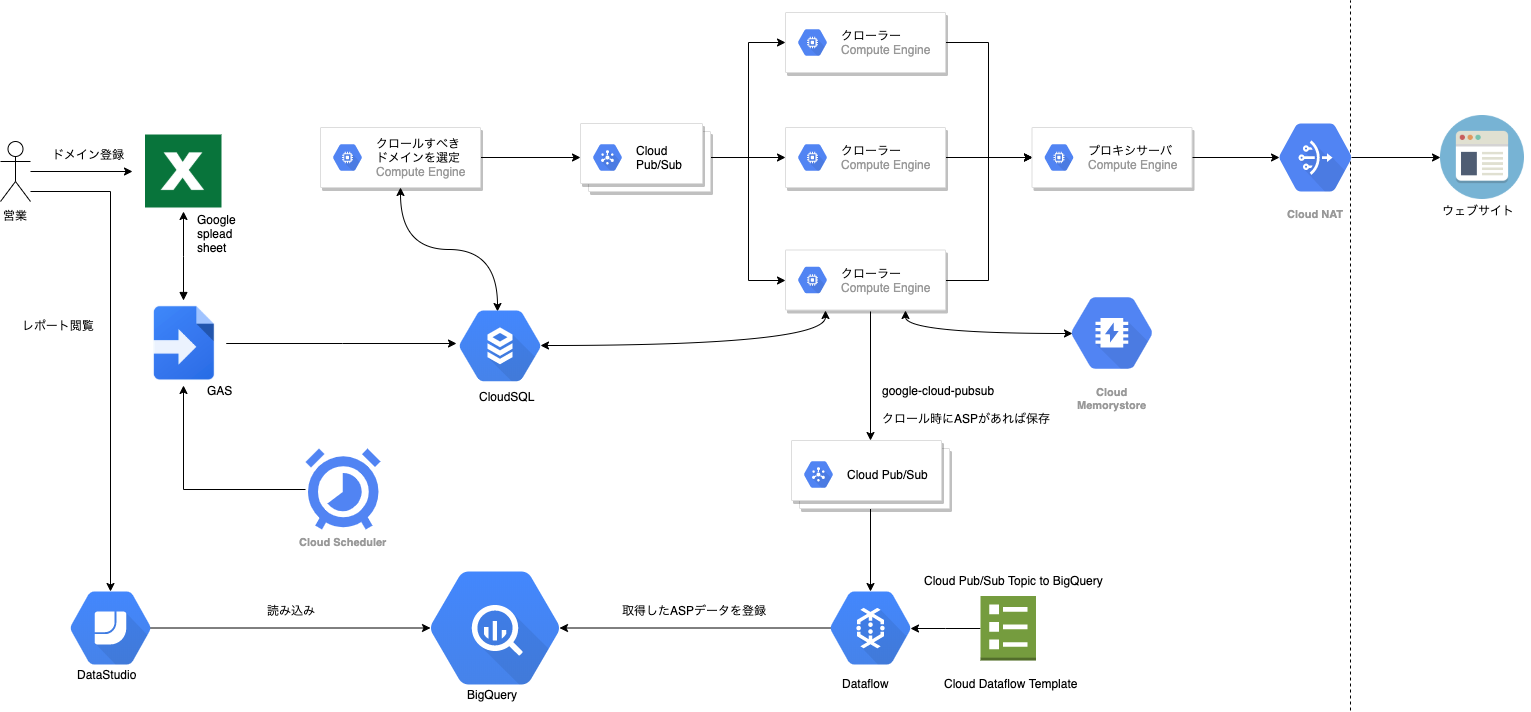 クローラー
Compute Engine
ドメイン登録
クロールすべき
ドメインを選定
Compute Engine
Cloud
Pub/Sub
クローラー
Compute Engine
プロキシサーバ
Compute Engine
営業
Google
splead
sheet
Cloud NAT
ウェブサイト
クローラー
Compute Engine
レポート閲覧
GAS
CloudSQL
google-cloud-pubsub
クロール時にASPがあれば保存
Cloud
Memorystore
Cloud Pub/Sub
Cloud Scheduler
Cloud Pub/Sub Topic to BigQuery
読み込み
取得したASPデータを登録
DataStudio
BigQuery
Dataflow
Cloud Dataflow Template